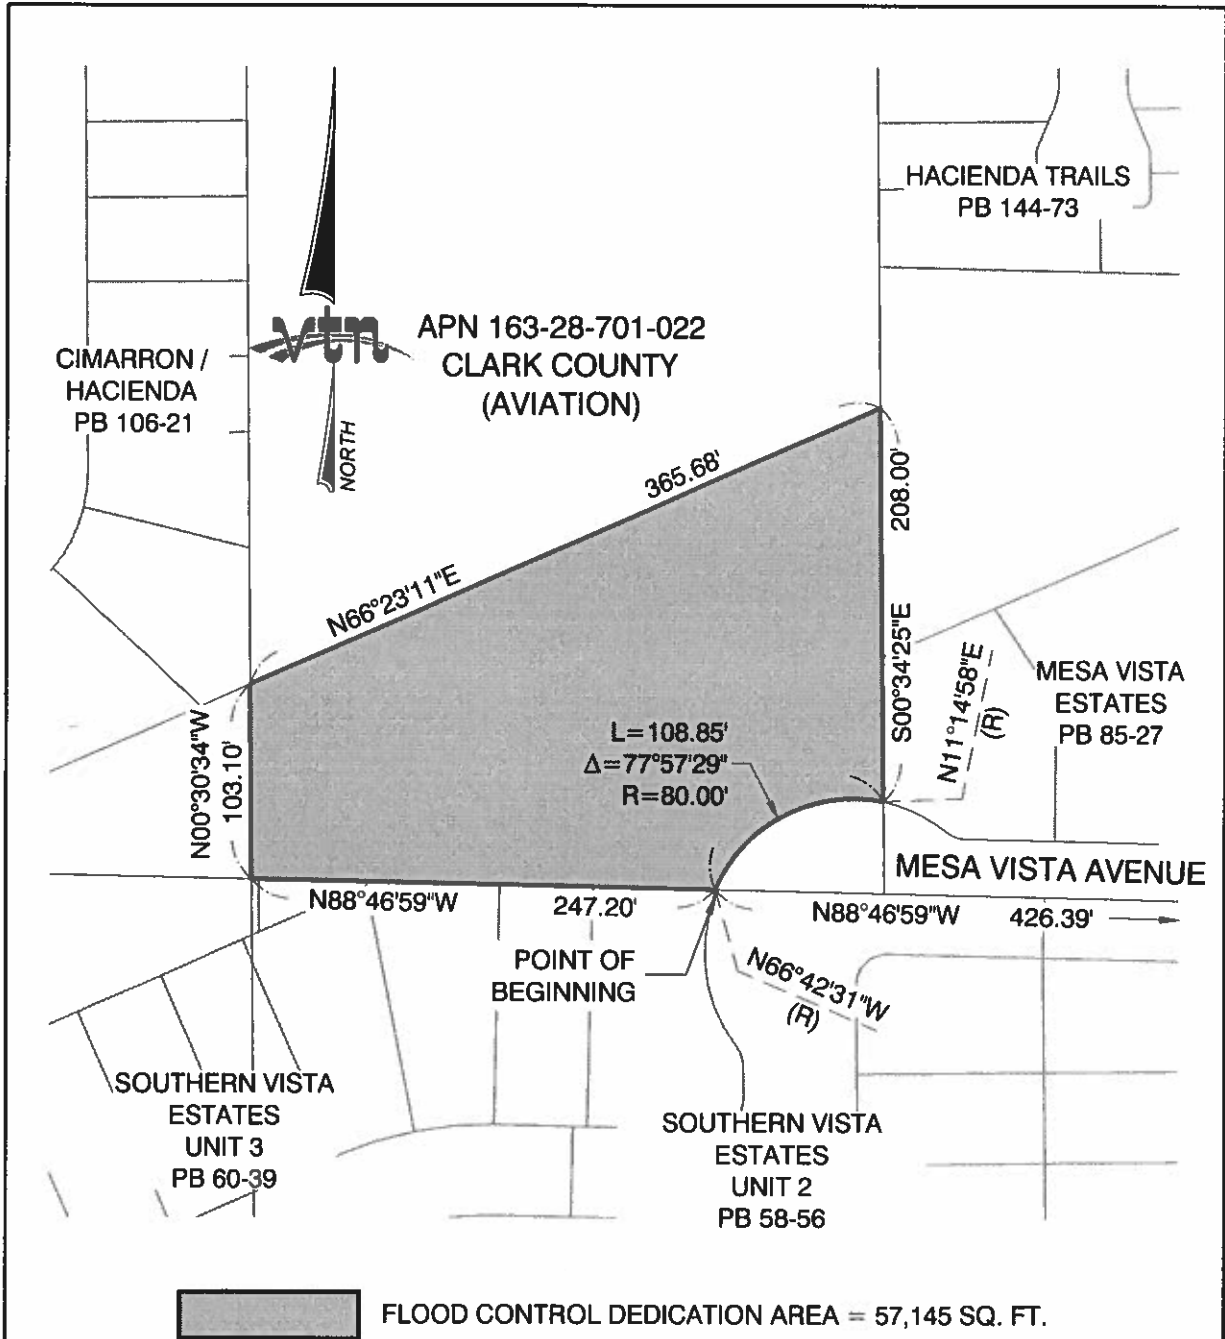 HACIENDA TRAILS
PB 144-73
vtn
NORTH
APN 163-28-701-022
CLARK COUNTY
(AVIATION)
CIMARRON /
HACIENDA
PB 106-21
365.68'
N66°23'11"E
208.00'
S00°34'25"E
N11°14'58"E
(R)
MESA VISTA
ESTATES
PB 85-27
N00°30'34"W
103.10'
L=108.85'
Δ=77°57'29"
R=80.00'
MESA VISTA AVENUE
N88°46'59"W
247.20'
N88°46'59"W
426.39'
POINT OF
BEGINNING
N66°42'31"W
(R)
SOUTHERN VISTA
ESTATES
UNIT 3
PB 60-39
SOUTHERN VISTA
ESTATES
UNIT 2
PB 58-56
FLOOD CONTROL DEDICATION AREA = 57,145 SQ. FT.